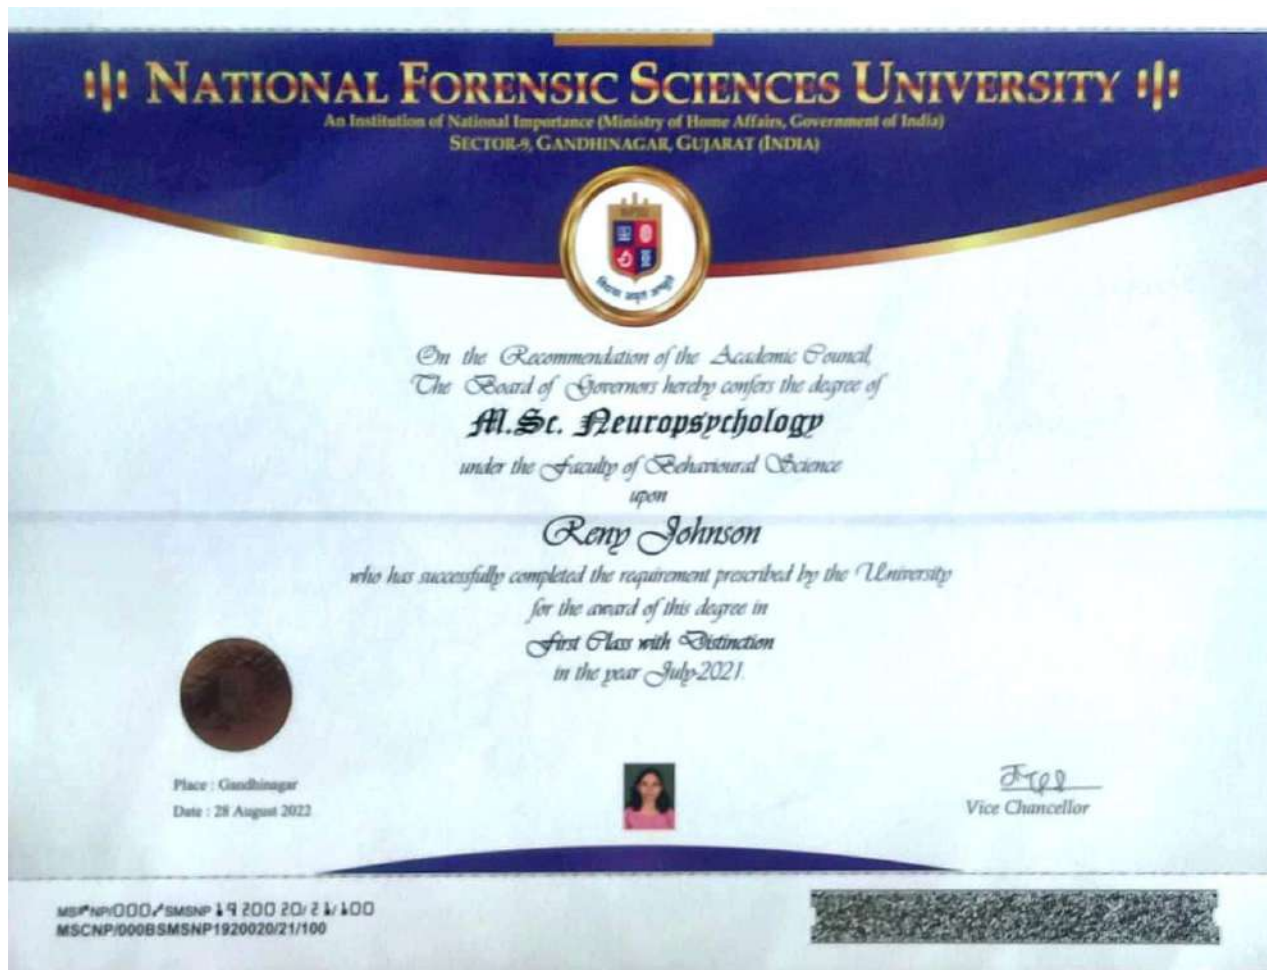 NATIONAL FORENSIC SCIENCES UNIVERSITY
An Institution of National Importance (Ministry of Home Affairs, Government of India)
SECTOR-9, GANDHINAGAR, GUJARAT (INDIA)
On the Recommendation of the Academic Council,
The Board of Governors hereby confers the degree of
M.Sc. Neuropsychology
under the Faculty of Behavioural Science
upon
Reny Johnson
who has successfully completed the requirement prescribed by the University
for the award of this degree in
First Class with Distinction
in the year July-2021.
Place : Gandhinagar
Date : 28 August 2022
Vice Chancellor
MSCNP/000BSMSNP1920020/21/100